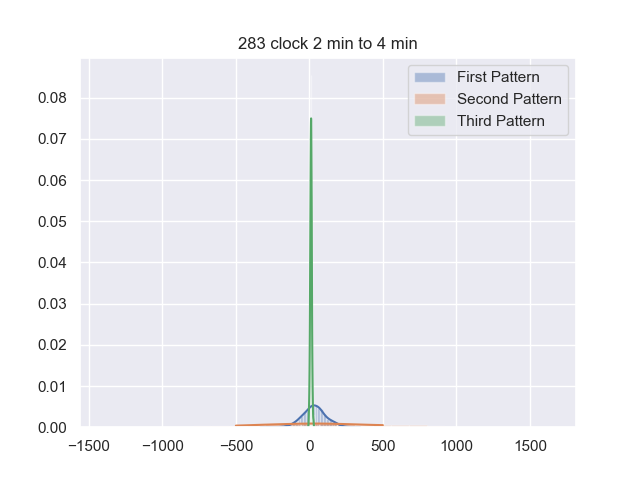 283 clock 2 min to 4 min
First Pattern
Second Pattern
Third Pattern
0.08
0.07
0.06
0.05
0.04
0.03
0.02
0.01
0.00
−1500 −1000 −500 0 500 1000 1500